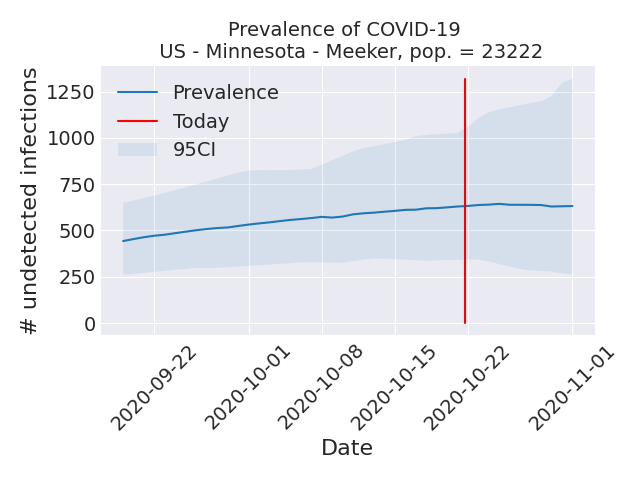 Prevalence of COVID-19
US - Minnesota - Meeker, pop. = 23222
# undetected infections
1250
1000
750
500
250
0
Prevalence
Today
95CI
2020-09-22
2020-10-01
2020-10-08
2020-10-15
2020-10-22
2020-11-01
Date